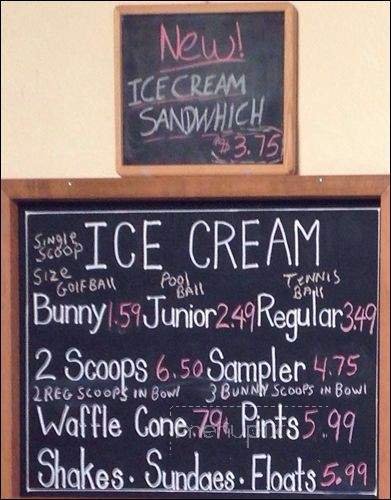 New!
ICE CREAM
SANDWHICH
$3.75
SINGLE
SCOOP
ICE CREAM
SIZE
GOLF BALL
POOL
BALL
TENNIS
BALL
Bunny 1.59 Junior 2.49 Regular 3.49
2 Scoops 6.50 Sampler 4.75
2 REG SCOOPS IN BOWL 3 BUNNY SCOOPS IN BOWL
Waffle Cone 79¢ Pints 5.99
Shakes · Sundaes · Floats 5.99